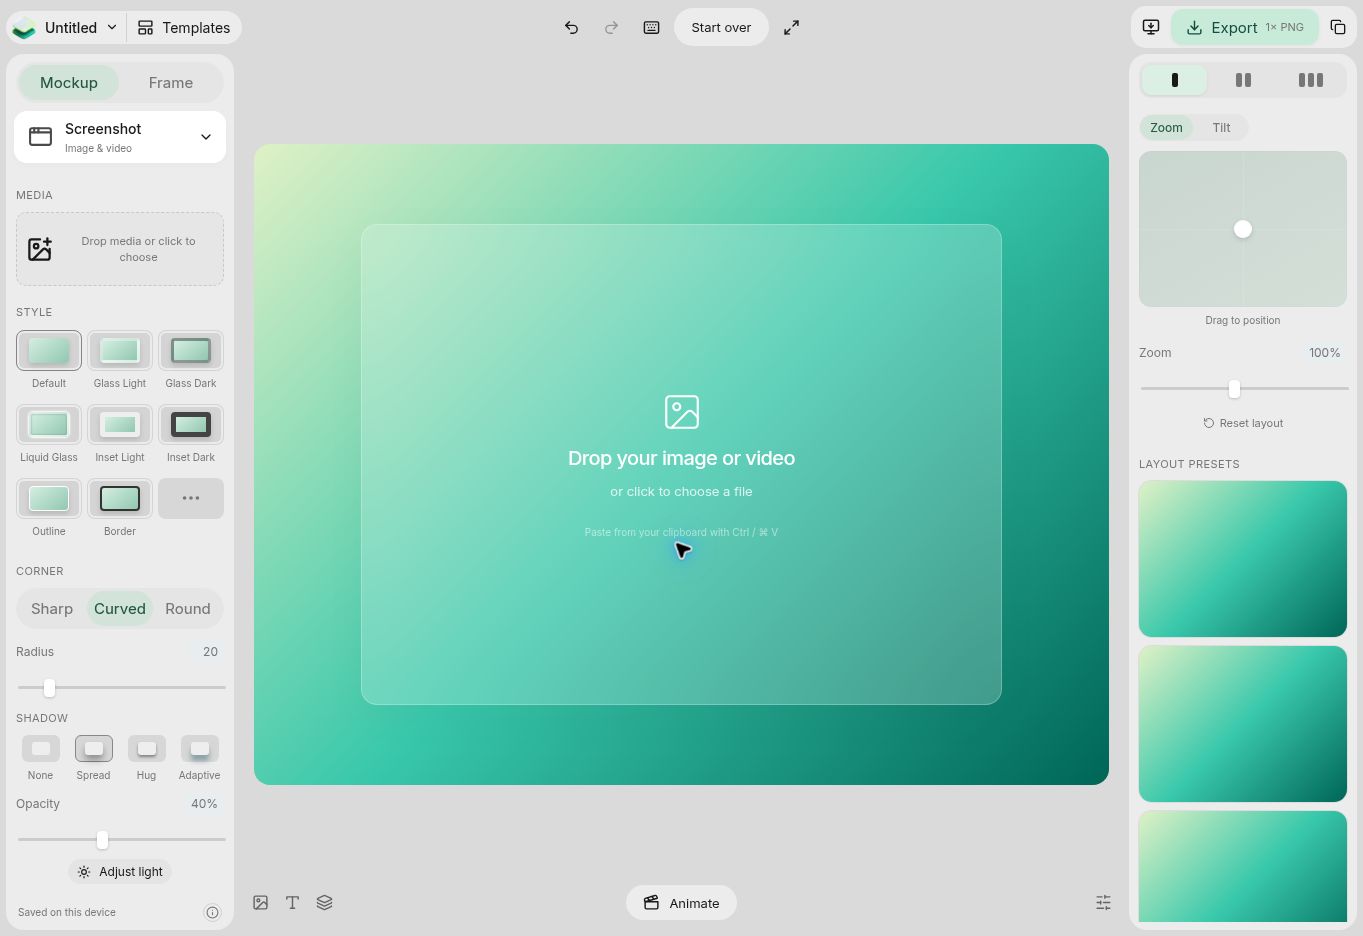 Untitled
Templates
Start over
Export 1× PNG
Mockup
Frame
Screenshot
Image & video
MEDIA
Drop media or click to
choose
STYLE
Default
Glass Light
Glass Dark
Liquid Glass
Inset Light
Inset Dark
Outline
Border
CORNER
Sharp
Curved
Round
Radius
20
SHADOW
None
Spread
Hug
Adaptive
Opacity
40%
Adjust light
Saved on this device
Drop your image or video
or click to choose a file
Paste from your clipboard with Ctrl / ⌘ V
Animate
Zoom
Tilt
Drag to position
Zoom
100%
Reset layout
LAYOUT PRESETS